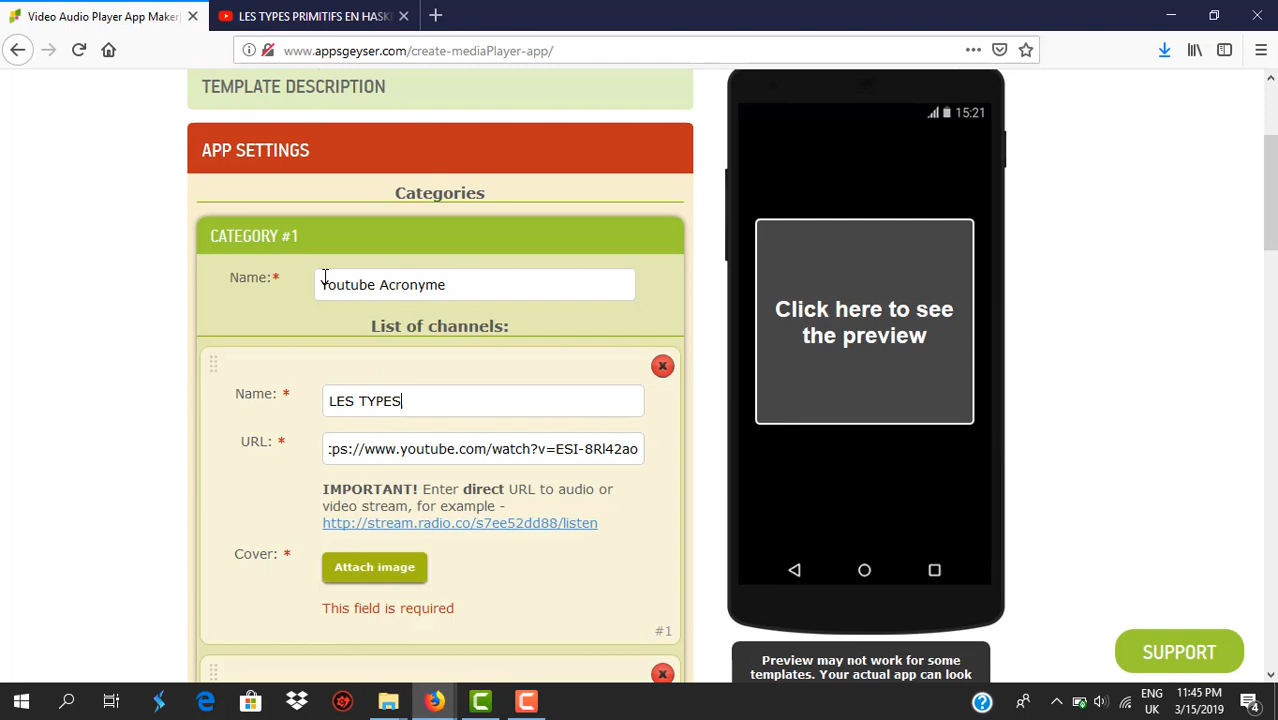 Video Audio Player App Maker
LES TYPES PRIMITIFS EN HASK
www.appsgeyser.com/create-mediaPlayer-app/
TEMPLATE DESCRIPTION
APP SETTINGS
Categories
CATEGORY #1
Name:*
Youtube Acronyme
List of channels:
Name: *
LES TYPES
URL: *
tps://www.youtube.com/watch?v=ESI-8Rl42ao
IMPORTANT! Enter direct URL to audio or
video stream, for example -
http://stream.radio.co/s7ee52dd88/listen
Cover: *
Attach image
This field is required
#1
15:21
Click here to see
the preview
Preview may not work for some
templates. Your actual app can look
SUPPORT
ENG
UK
11:45 PM
3/15/2019
4